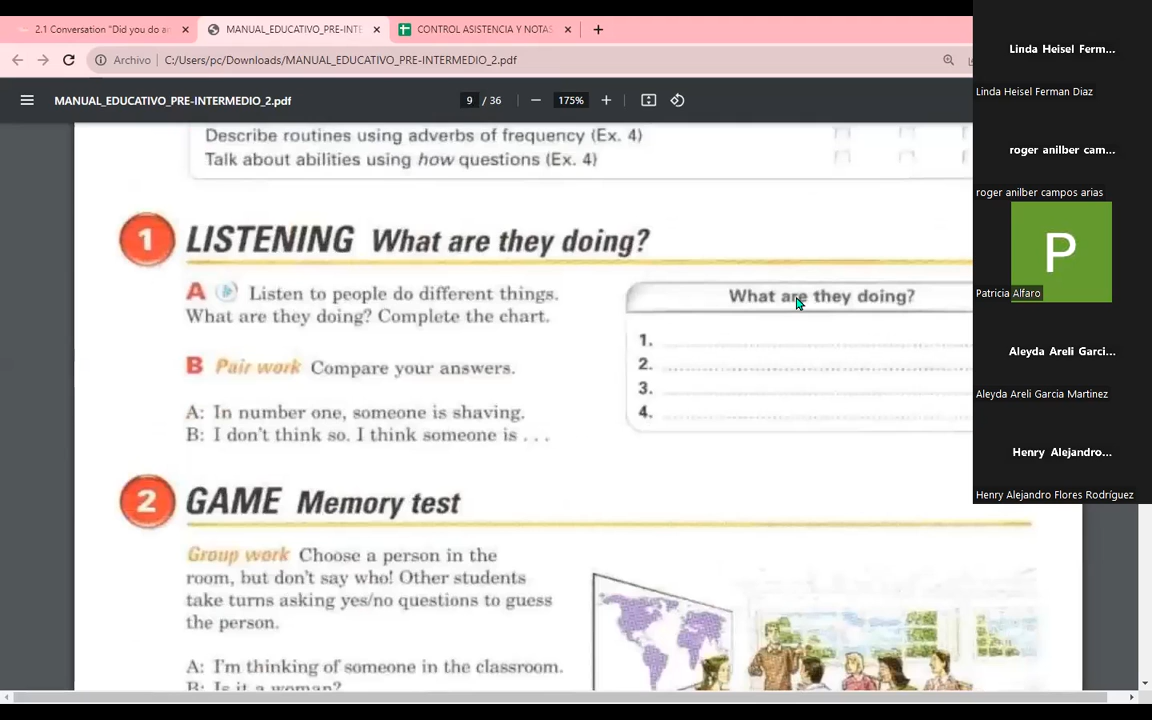 2.1 Conversation "Did you do a
MANUAL_EDUCATIVO_PRE-INTE
CONTROL ASISTENCIA Y NOTAS
Archivo C:/Users/pc/Downloads/MANUAL_EDUCATIVO_PRE-INTERMEDIO_2.pdf
MANUAL_EDUCATIVO_PRE-INTERMEDIO_2.pdf
9 / 36
175%
Describe routines using adverbs of frequency (Ex. 4)
Talk about abilities using how questions (Ex. 4)
1 LISTENING What are they doing?
A Listen to people do different things.
What are they doing? Complete the chart.
B Pair work Compare your answers.
A: In number one, someone is shaving.
B: I don't think so. I think someone is . . .
What are they doing?
1.
2.
3.
4.
2 GAME Memory test
Group work Choose a person in the
room, but don't say who! Other students
take turns asking yes/no questions to guess
the person.
A: I'm thinking of someone in the classroom.
B: Is it a woman?
Linda Heisel Ferm...
Linda Heisel Ferman Diaz
roger anilber cam...
roger anilber campos arias
P
Patricia Alfaro
Aleyda Areli Garci...
Aleyda Areli Garcia Martinez
Henry Alejandro...
Henry Alejandro Flores Rodríguez